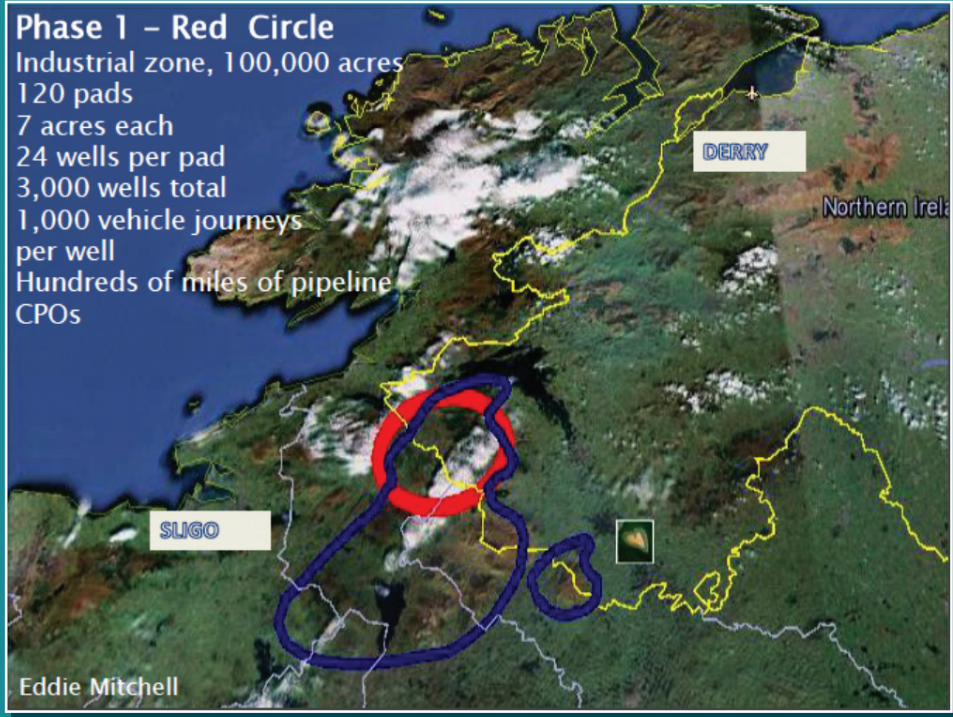 Phase 1 – Red Circle
Industrial zone, 100,000 acres
120 pads
7 acres each
24 wells per pad
3,000 wells total
1,000 vehicle journeys
per well
Hundreds of miles of pipeline
CPOs
DERRY
Northern Irela
SLIGO
Eddie Mitchell